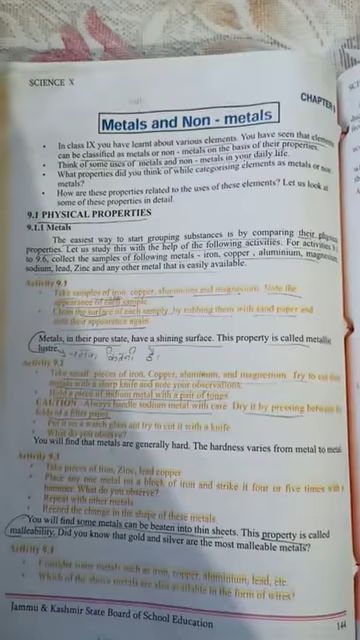 SCIENCE X
CHAPTER
Metals and Non - metals
• In class IX you have learnt about various elements. You have seen that elements
can be classified as metals or non - metals on the basis of their properties.
• Think of some uses of metals and non - metals in your daily life.
• What properties did you think of while categorising elements as metals or non
metals?
• How are these properties related to the uses of these elements? Let us look at
some of these properties in detail.
9.1 PHYSICAL PROPERTIES
9.1.1 Metals
The easiest way to start grouping substances is by comparing their physical
properties. Let us study this with the help of the following activities. For activities
to 9.6, collect the samples of following metals - iron, copper, aluminium, magnesium
sodium, lead, Zinc and any other metal that is easily available.
Activity 9.1
• Take samples of iron, copper, aluminium and magnesium. Note the
appearance of each sample.
• Clean the surface of each sample by rubbing them with sand paper and
note their appearance again
Metals, in their pure state, have a shining surface. This property is called metallic
lustre.
Activity 9.2
• Take small pieces of iron, Copper, aluminum, and magnesium. Try to cut
metals with a sharp knife and note your observations.
• Hold a piece of sodium metal with a pair of tongs
CAUTION - Always handle sodium metal with care. Dry it by pressing between
folds of a filter paper.
• Put it on a watch glass and try to cut it with a knife
• What do you observe?
You will find that metals are generally hard. The hardness varies from metal to metal
Activity 9.3
• Take pieces of iron, Zinc, lead copper
• Place any one metal on a block of iron and strike it four or five times with a
hammer. What do you observe?
• Repeat with other metals
• Record the change in the shape of these metals
You will find some metals can be beaten into thin sheets. This property is called
malleability. Did you know that gold and silver are the most malleable metals?
Activity 9.4
• Consider some metals such as iron, copper, aluminium, lead, etc.
• Which of the above metals are also available in the form of wires?
Jammu & Kashmir State Board of School Education
144